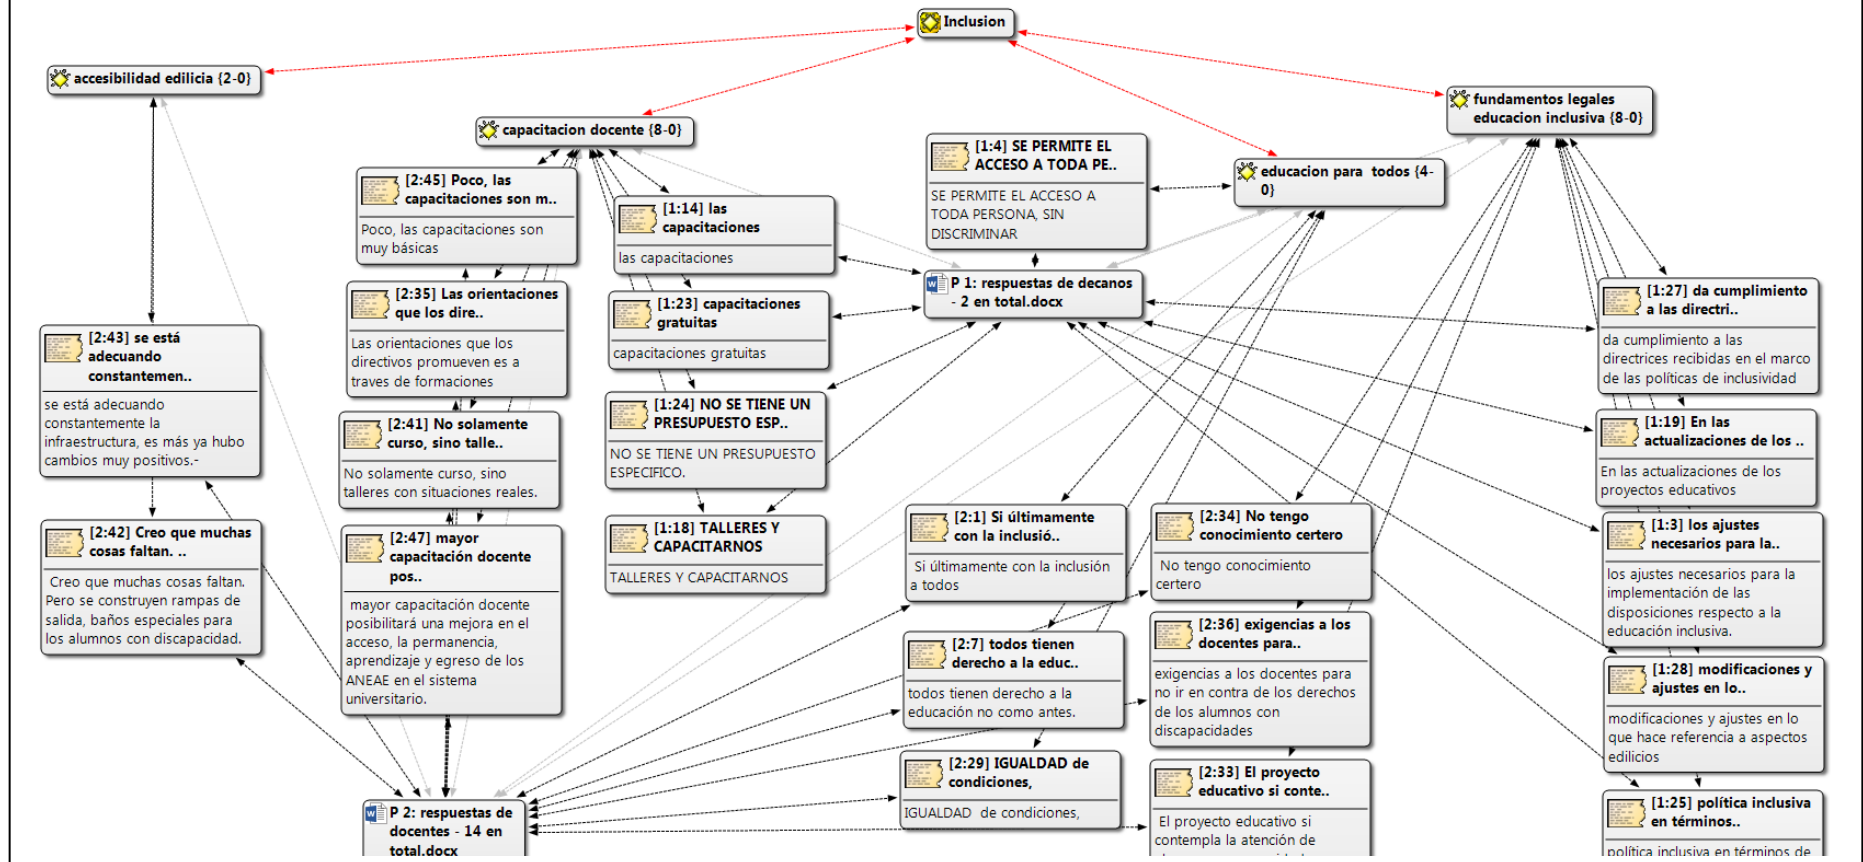 Inclusion
accesibilidad edilicia {2-0}
capacitacion docente {8-0}
educacion para  todos {4-
0}
fundamentos legales
educacion inclusiva {8-0}
[2:43] se está
adecuando
constantemen..
se está adecuando
constantemente la
infraestructura, es más ya hubo
cambios muy positivos.-
[2:42] Creo que muchas
cosas faltan. ..
Creo que muchas cosas faltan.
Pero se construyen rampas de
salida, baños especiales para
los alumnos con discapacidad.
[2:45] Poco, las
capacitaciones son m..
Poco, las capacitaciones son
muy básicas
[2:35] Las orientaciones
que los dire..
Las orientaciones que los
directivos promueven es a
traves de formaciones
[2:41] No solamente
curso, sino talle..
No solamente curso, sino
talleres con situaciones reales.
[2:47] mayor
capacitación docente
pos..
mayor capacitación docente
posibilitará una mejora en el
acceso, la permanencia,
aprendizaje y egreso de los
ANEAE en el sistema
universitario.
P 2: respuestas de
docentes - 14 en
total.docx
[1:14] las
capacitaciones
las capacitaciones
[1:23] capacitaciones
gratuitas
capacitaciones gratuitas
[1:24] NO SE TIENE UN
PRESUPUESTO ESP..
NO SE TIENE UN PRESUPUESTO
ESPECIFICO.
[1:18] TALLERES Y
CAPACITARNOS
TALLERES Y CAPACITARNOS
[1:4] SE PERMITE EL
ACCESO A TODA PE..
SE PERMITE EL ACCESO A
TODA PERSONA, SIN
DISCRIMINAR
P 1: respuestas de decanos
- 2 en total.docx
[2:1] Si últimamente
con la inclusió..
Si últimamente con la inclusión
a todos
[2:7] todos tienen
derecho a la educ..
todos tienen derecho a la
educación no como antes.
[2:29] IGUALDAD de
condiciones,
IGUALDAD  de condiciones,
[2:34] No tengo
conocimiento certero
No tengo conocimiento
certero
[2:36] exigencias a los
docentes para..
exigencias a los docentes para
no ir en contra de los derechos
de los alumnos con
discapacidades
[2:33] El proyecto
educativo si conte..
El proyecto educativo si
contempla la atención de
[1:27] da cumplimiento
a las directri..
da cumplimiento a las
directrices recibidas en el marco
de las políticas de inclusividad
[1:19] En las
actualizaciones de los ..
En las actualizaciones de los
proyectos educativos
[1:3] los ajustes
necesarios para la..
los ajustes necesarios para la
implementación de las
disposiciones respecto a la
educación inclusiva.
[1:28] modificaciones y
ajustes en lo..
modificaciones y ajustes en lo
que hace referencia a aspectos
edilicios
[1:25] política inclusiva
en términos..
política inclusiva en términos de